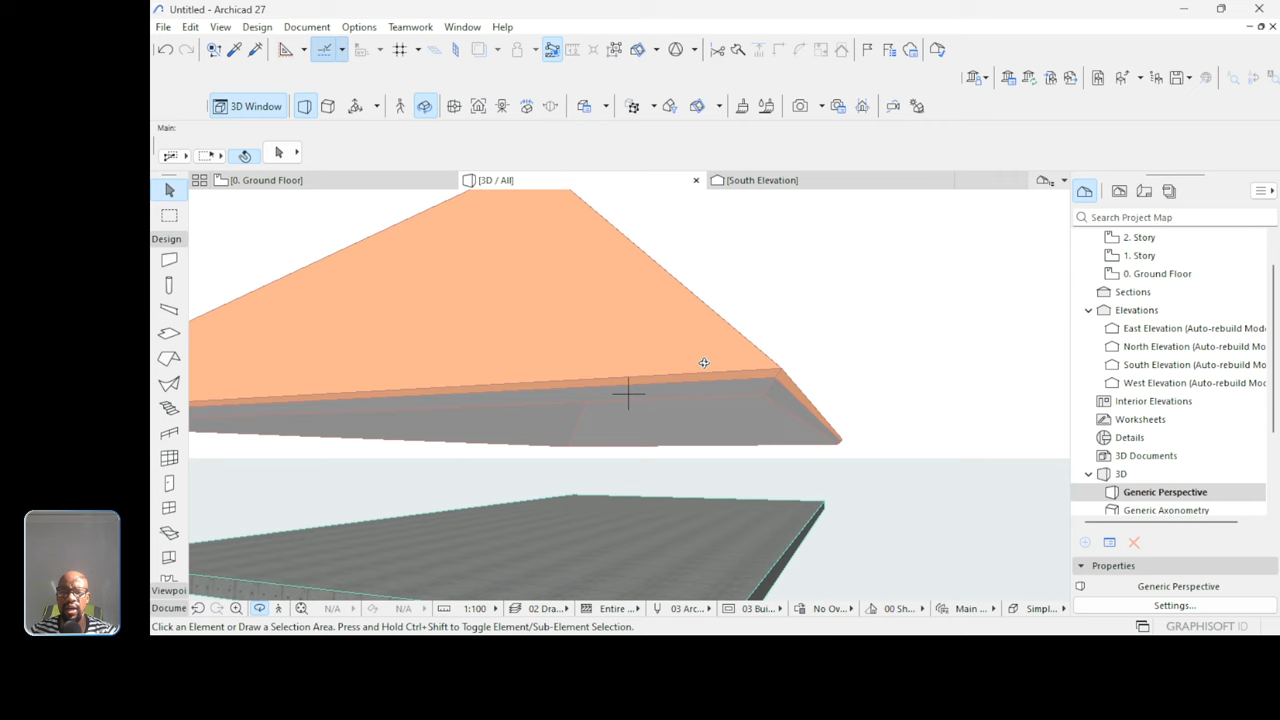 Untitled - Archicad 27
File Edit View Design Document Options Teamwork Window Help
3D Window
Main:
[0. Ground Floor]
[3D / All]
[South Elevation]
Search Project Map
Design
2. Story
1. Story
0. Ground Floor
Sections
Elevations
East Elevation (Auto-rebuild Mode
North Elevation (Auto-rebuild Mo
South Elevation (Auto-rebuild Mo
West Elevation (Auto-rebuild Mod
Interior Elevations
Worksheets
Details
3D Documents
3D
Generic Perspective
Generic Axonometry
Properties
Generic Perspective
Settings...
Viewpoi
Docume
N/A
N/A
1:100
02 Dra...
Entire ...
03 Arc...
03 Bui...
No Ov...
00 Sh...
Main ...
Simpl...
Click an Element or Draw a Selection Area. Press and Hold Ctrl+Shift to Toggle Element/Sub-Element Selection.
GRAPHISOFT ID